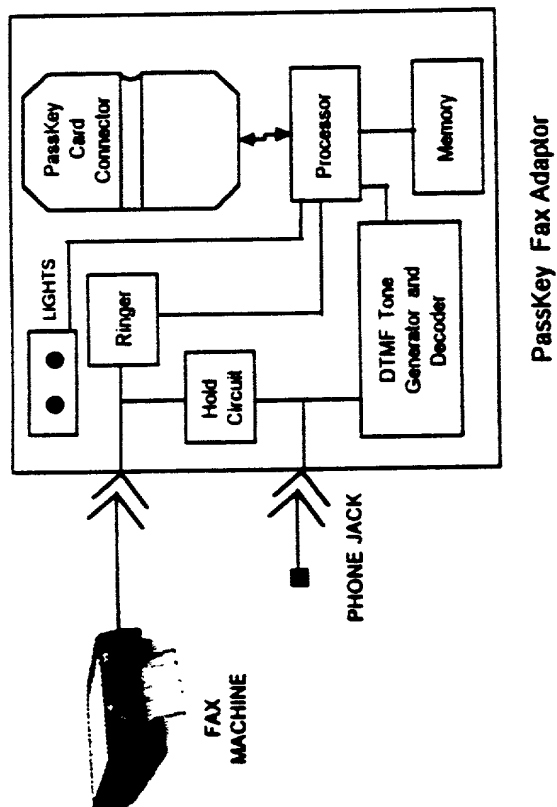 FAX
MACHINE
PHONE JACK
LIGHTS
Ringer
Hold
Circuit
PassKey
Card
Connector
Processor
DTMF Tone
Generator and
Decoder
Memory
PassKey Fax Adaptor